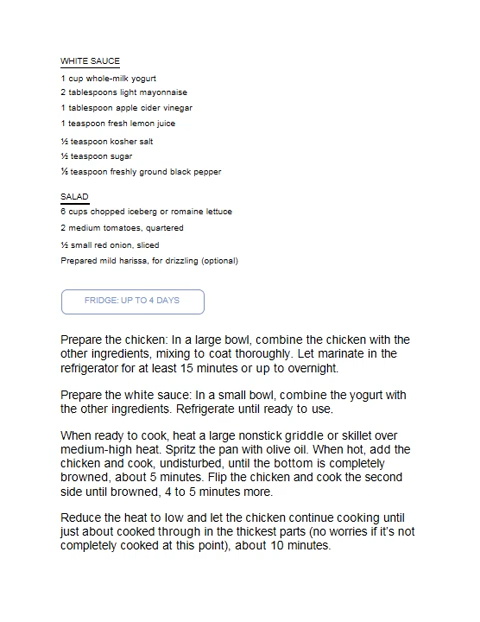 WHITE SAUCE
1 cup whole-milk yogurt
2 tablespoons light mayonnaise
1 tablespoon apple cider vinegar
1 teaspoon fresh lemon juice
½ teaspoon kosher salt
½ teaspoon sugar
⅛ teaspoon freshly ground black pepper
SALAD
6 cups chopped iceberg or romaine lettuce
2 medium tomatoes, quartered
½ small red onion, sliced
Prepared mild harissa, for drizzling (optional)
FRIDGE: UP TO 4 DAYS
Prepare the chicken: In a large bowl, combine the chicken with the
other ingredients, mixing to coat thoroughly. Let marinate in the
refrigerator for at least 15 minutes or up to overnight.
Prepare the white sauce: In a small bowl, combine the yogurt with
the other ingredients. Refrigerate until ready to use.
When ready to cook, heat a large nonstick griddle or skillet over
medium-high heat. Spritz the pan with olive oil. When hot, add the
chicken and cook, undisturbed, until the bottom is completely
browned, about 5 minutes. Flip the chicken and cook the second
side until browned, 4 to 5 minutes more.
Reduce the heat to low and let the chicken continue cooking until
just about cooked through in the thickest parts (no worries if it's not
completely cooked at this point), about 10 minutes.